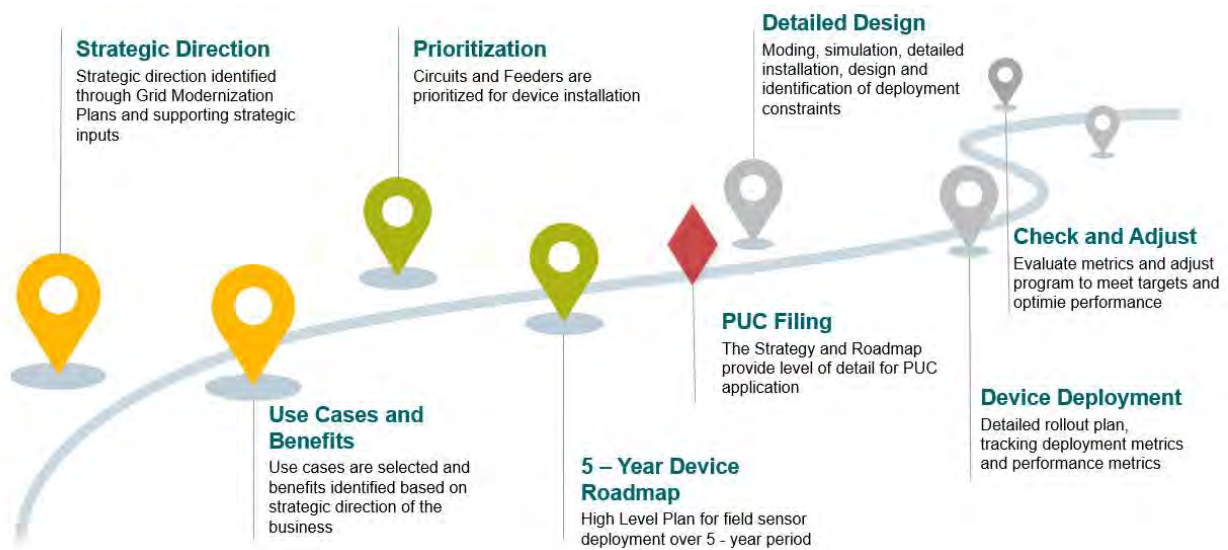 Strategic Direction
Strategic direction identified
through Grid Modernization
Plans and supporting strategic
inputs
Use Cases and
Benefits
Use cases are selected and
benefits identified based on
strategic direction of the
business
Prioritization
Circuits and Feeders are
prioritized for device installation
5 – Year Device
Roadmap
High Level Plan for field sensor
deployment over 5 - year period
PUC Filing
The Strategy and Roadmap
provide level of detail for PUC
application
Detailed Design
Moding, simulation, detailed
installation, design and
identification of deployment
constraints
Device Deployment
Detailed rollout plan,
tracking deployment metrics
and performance metrics
Check and Adjust
Evaluate metrics and adjust
program to meet targets and
optimie performance